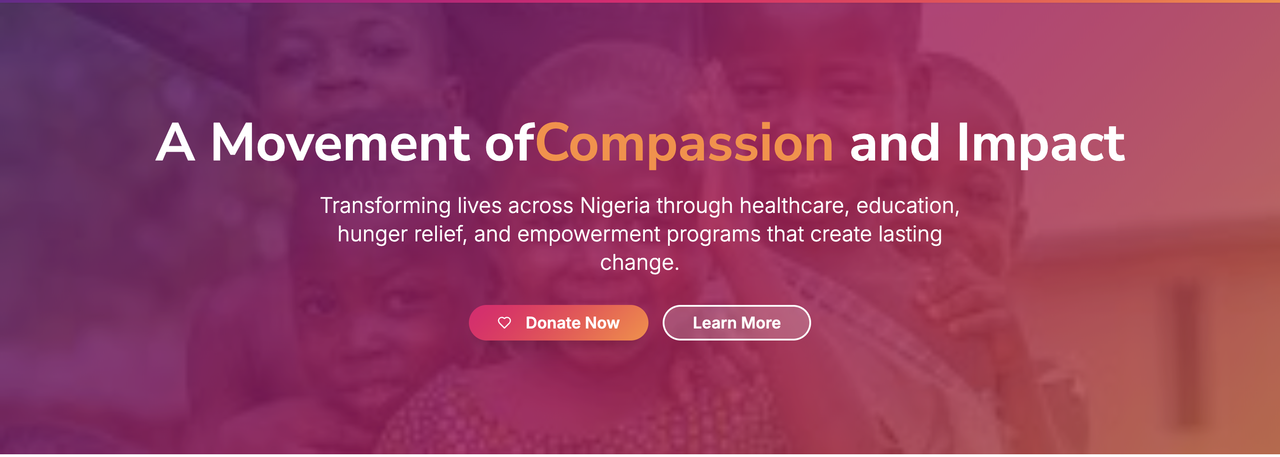 A Movement ofCompassion and Impact
Transforming lives across Nigeria through healthcare, education,
hunger relief, and empowerment programs that create lasting
change.
Donate Now
Learn More